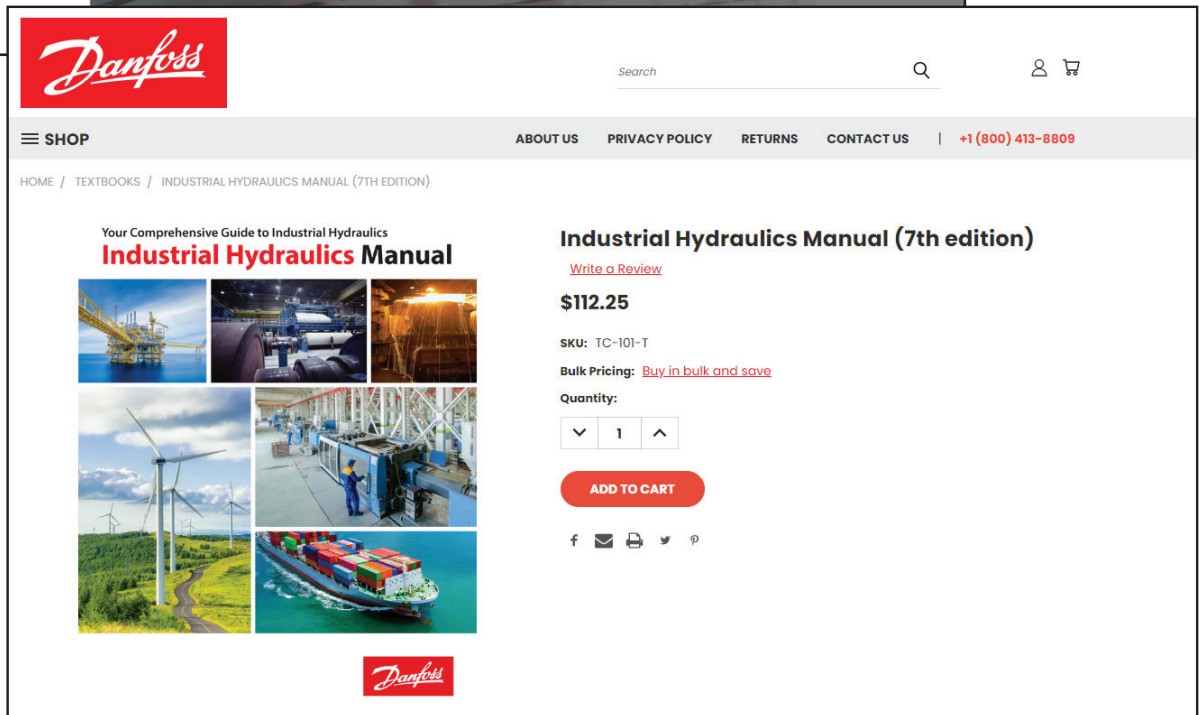 Danfoss
Search
SHOP
ABOUT US PRIVACY POLICY RETURNS CONTACT US | +1 (800) 413-8809
HOME / TEXTBOOKS / INDUSTRIAL HYDRAULICS MANUAL (7TH EDITION)
Your Comprehensive Guide to Industrial Hydraulics
Industrial Hydraulics Manual
Danfoss
Industrial Hydraulics Manual (7th edition)
Write a Review
$112.25
SKU: TC-101-T
Bulk Pricing: Buy in bulk and save
Quantity:
1
ADD TO CART